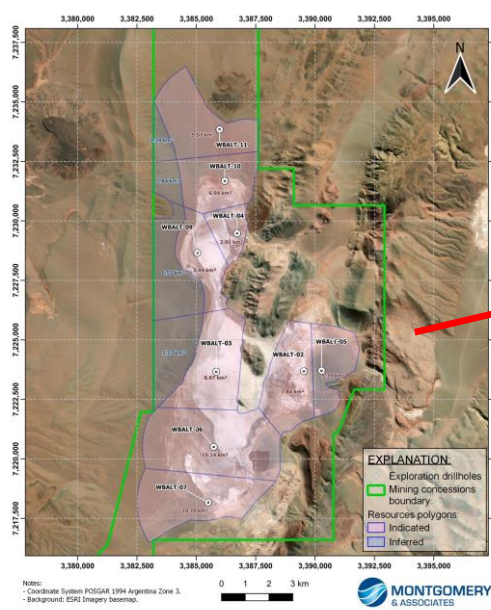 3,380,000 3,382,500 3,385,000 3,387,500 3,390,000 3,392,500 3,395,000
7,237,500
7,235,000
7,232,500
7,230,000
7,227,500
7,225,000
7,222,500
7,220,000
7,217,500
N
WBALT-11
WBALT-10
6.94 km²
WBALT-04
2.91 km²
WBALT-09
WBALT-03
8.97 km²
WBALT-02
WBALT-05
WBALT-06
WBALT-07
10.70 km²
EXPLANATION:
Exploration drillholes
Mining concessions
boundary
Resources polygons:
Indicated
Inferred
Notes:
- Coordinate System POSGAR 1994 Argentina Zone 3.
- Background: ESRI Imagery basemap.
0 1 2 3 km
MONTGOMERY
& ASSOCIATES